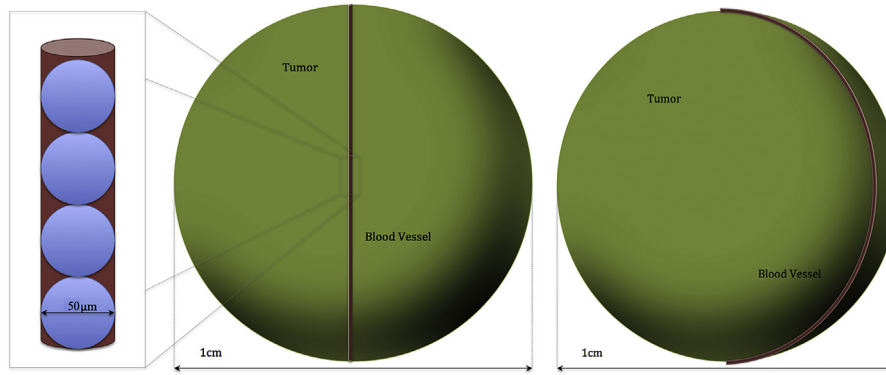 50µm
Tumor
Blood Vessel
1cm
Tumor
Blood Vessel
1cm